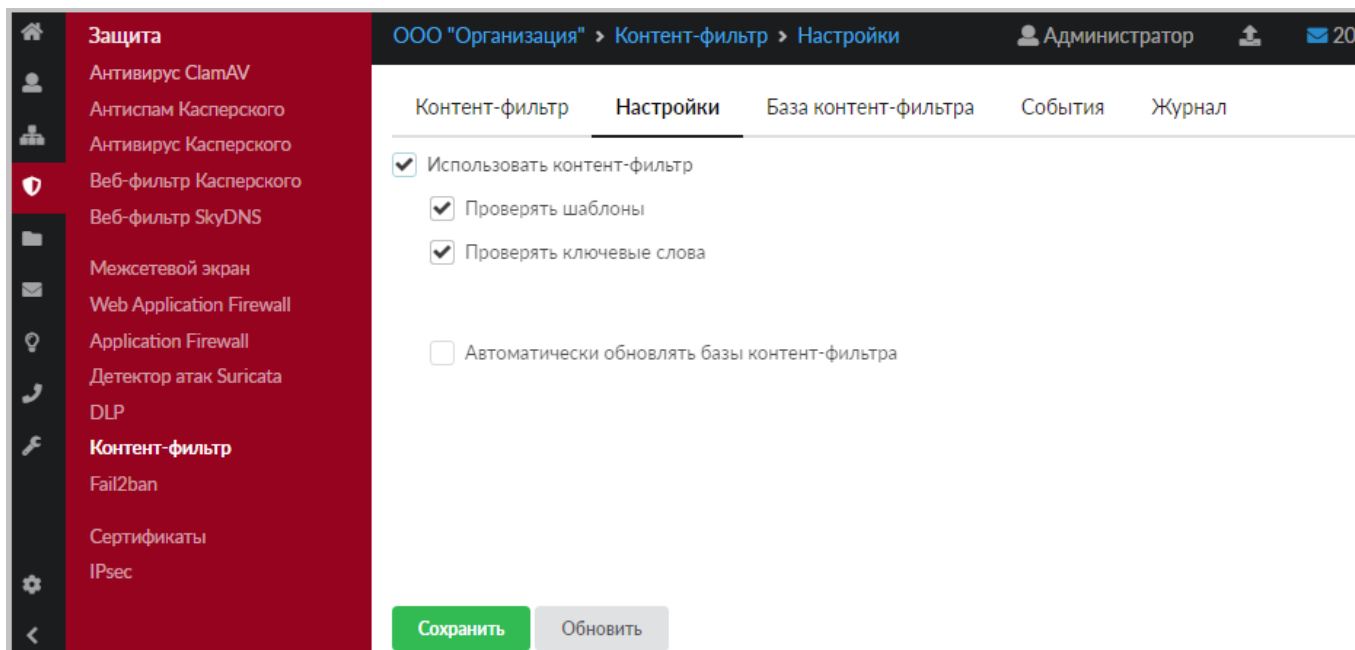 Защита
Антивирус ClamAV
Антиспам Касперского
Антивирус Касперского
Веб-фильтр Касперского
Веб-фильтр SkyDNS
Межсетевой экран
Web Application Firewall
Application Firewall
Детектор атак Suricata
DLP
Контент-фильтр
Fail2ban
Сертификаты
IPsec
ООО "Организация" > Контент-фильтр > Настройки
Администратор
20
Контент-фильтр Настройки База контент-фильтра События Журнал
Использовать контент-фильтр
Проверять шаблоны
Проверять ключевые слова
Автоматически обновлять базы контент-фильтра
Сохранить Обновить